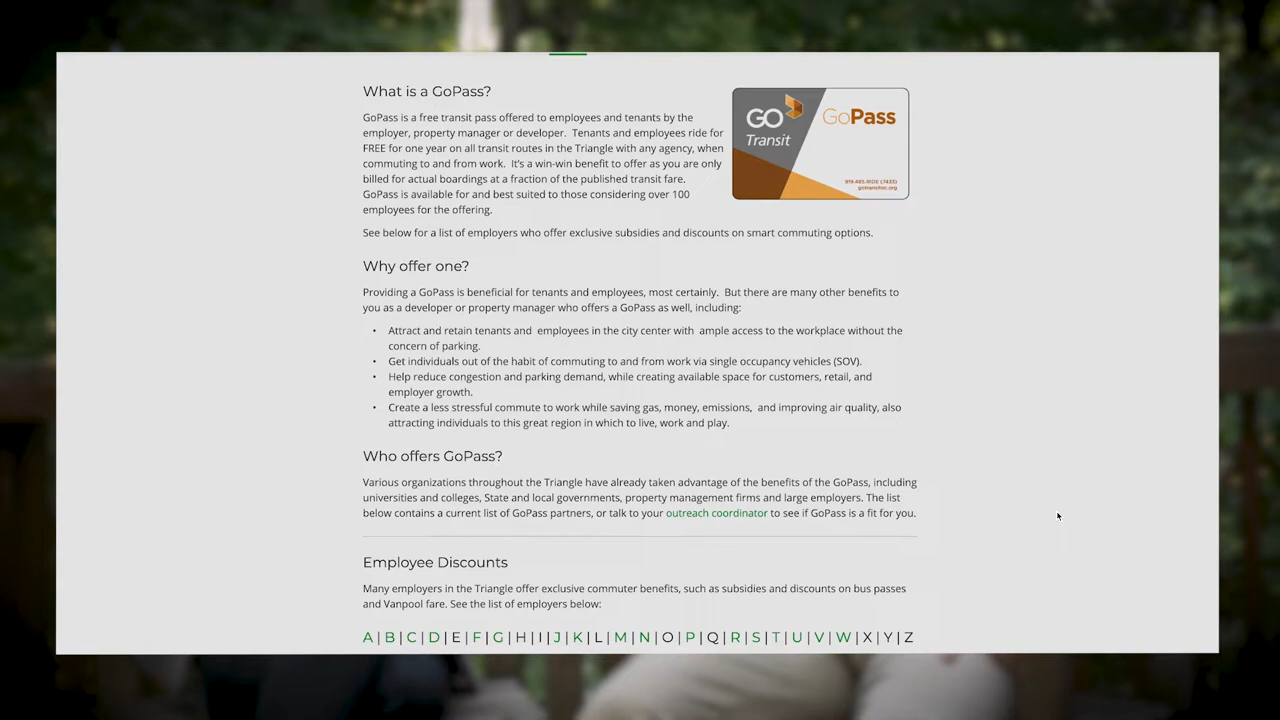 What is a GoPass?
GoPass is a free transit pass offered to employees and tenants by the
employer, property manager or developer.  Tenants and employees ride for
FREE for one year on all transit routes in the Triangle with any agency, when
commuting to and from work.  It's a win-win benefit to offer as you are only
billed for actual boardings at a fraction of the published transit fare.
GoPass is available for and best suited to those considering over 100
employees for the offering.
GO
Transit
GoPass
919.485.RIDE (7433)
gotransitnc.org
See below for a list of employers who offer exclusive subsidies and discounts on smart commuting options.
Why offer one?
Providing a GoPass is beneficial for tenants and employees, most certainly.  But there are many other benefits to
you as a developer or property manager who offers a GoPass as well, including:
• Attract and retain tenants and  employees in the city center with  ample access to the workplace without the
concern of parking.
• Get individuals out of the habit of commuting to and from work via single occupancy vehicles (SOV).
• Help reduce congestion and parking demand, while creating available space for customers, retail, and
employer growth.
• Create a less stressful commute to work while saving gas, money, emissions,  and improving air quality, also
attracting individuals to this great region in which to live, work and play.
Who offers GoPass?
Various organizations throughout the Triangle have already taken advantage of the benefits of the GoPass, including
universities and colleges, State and local governments, property management firms and large employers. The list
below contains a current list of GoPass partners, or talk to your outreach coordinator to see if GoPass is a fit for you.
Employee Discounts
Many employers in the Triangle offer exclusive commuter benefits, such as subsidies and discounts on bus passes
and Vanpool fare. See the list of employers below:
A | B | C | D | E | F | G | H | I | J | K | L | M | N | O | P | Q | R | S | T | U | V | W | X | Y | Z